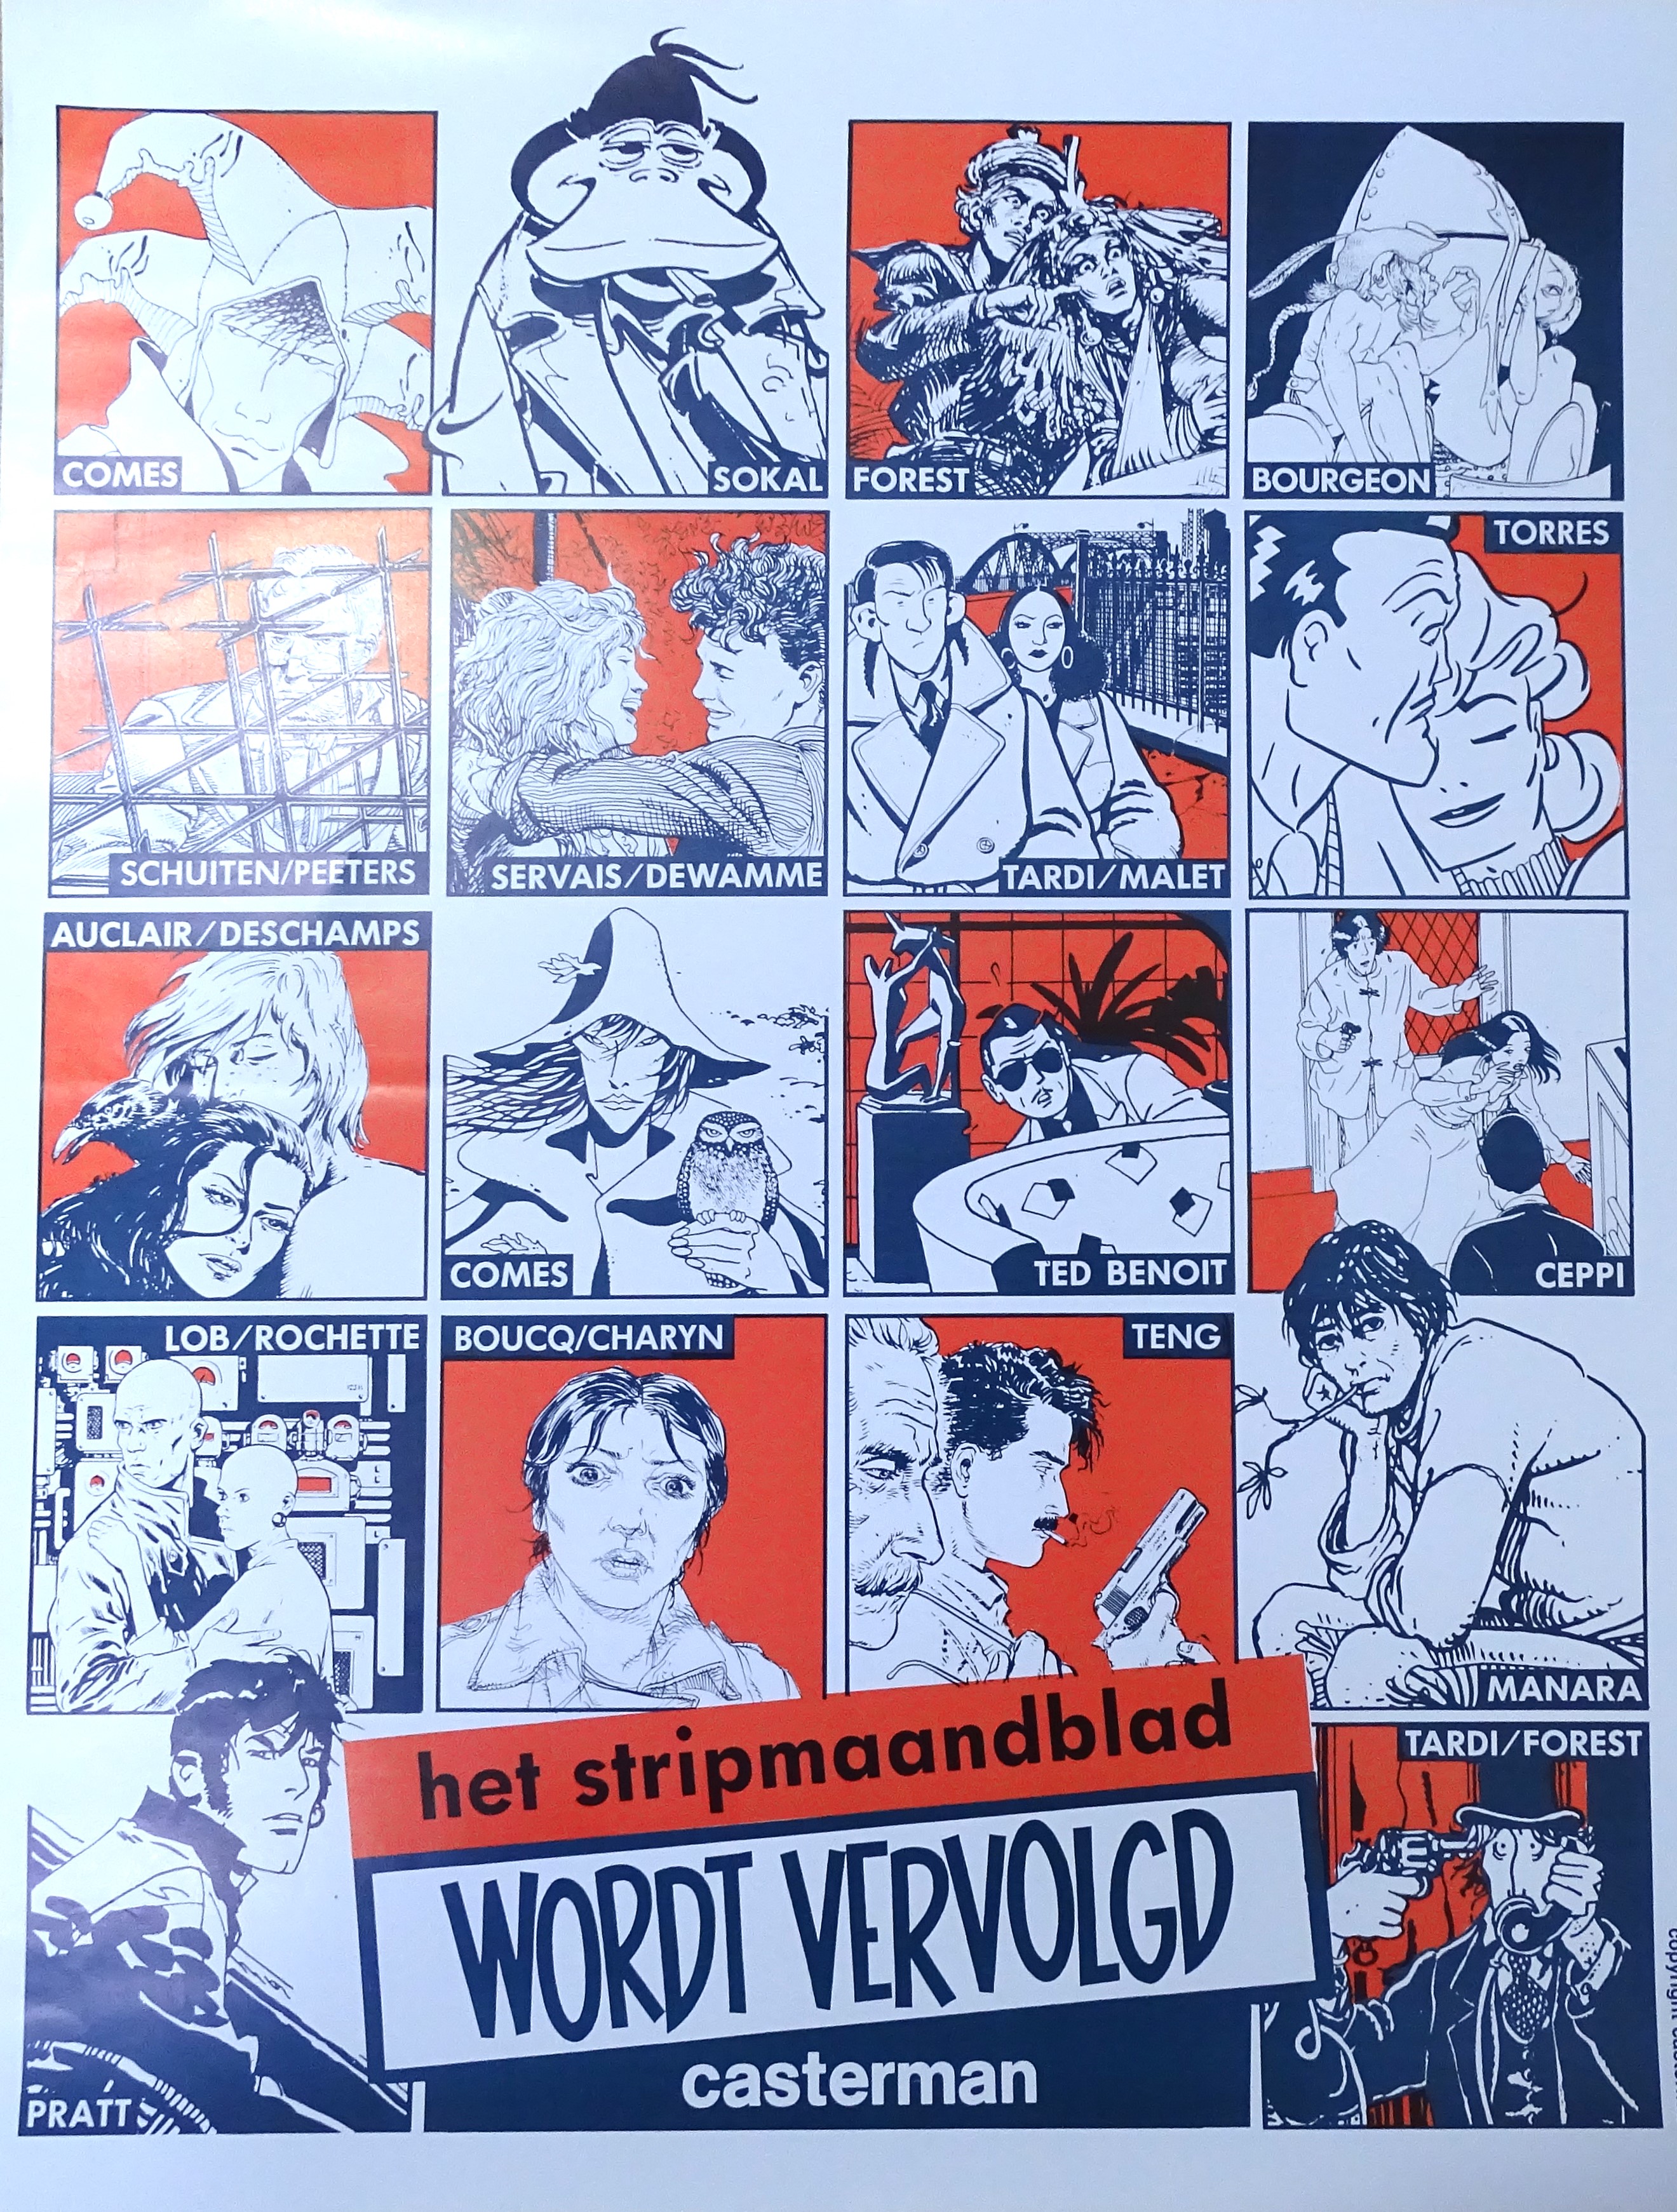 COMES
SOKAL
FOREST
BOURGEON
SCHUITEN/PEETERS
SERVAIS/DEWAMME
TARDI/MALET
TORRES
AUCLAIR/DESCHAMPS
COMES
TED BENOIT
CEPPI
LOB/ROCHETTE
BOUCQ/CHARYN
TENG
MANARA
PRATT
het stripmaandblad
WORDT VERVOLGD
casterman
TARDI/FOREST
copyright